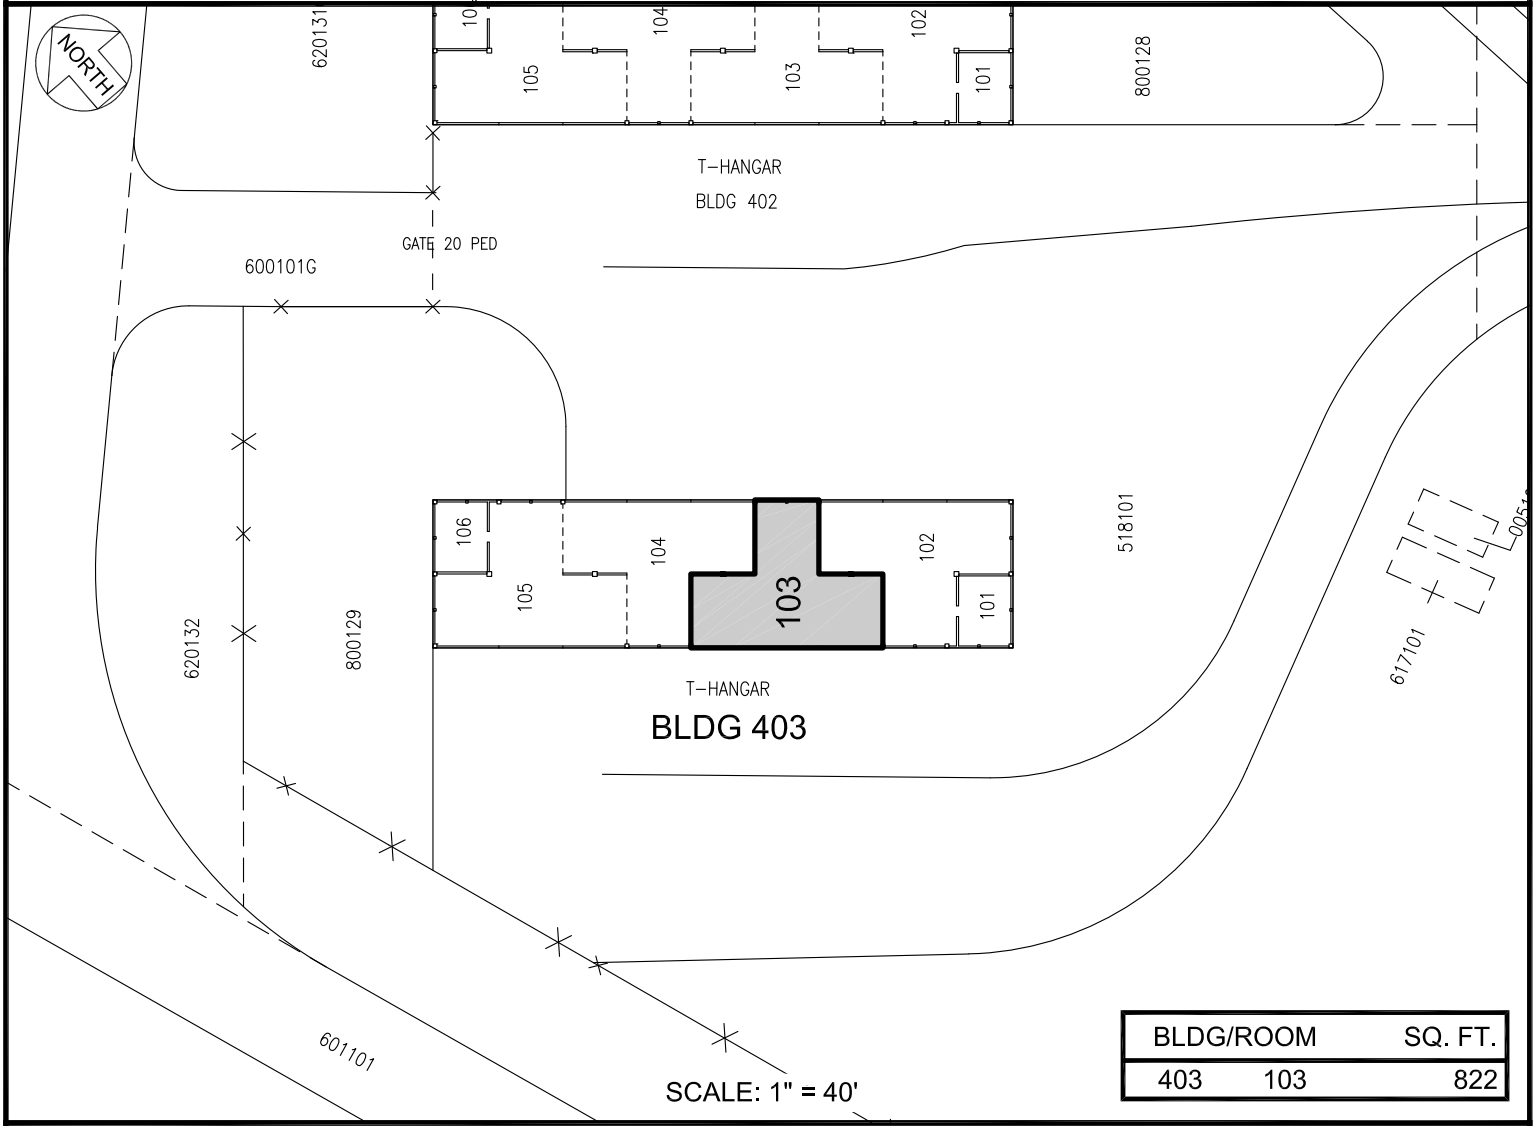 NORTH
620131
104
102
105
103
101
800128
T-HANGAR
BLDG 402
GATE 20 PED
600101G
106
104
102
105
103
101
518101
620132
800129
617101
T-HANGAR
BLDG 403
601101
SCALE: 1" = 40'
BLDG/ROOM SQ. FT.
403 103 822